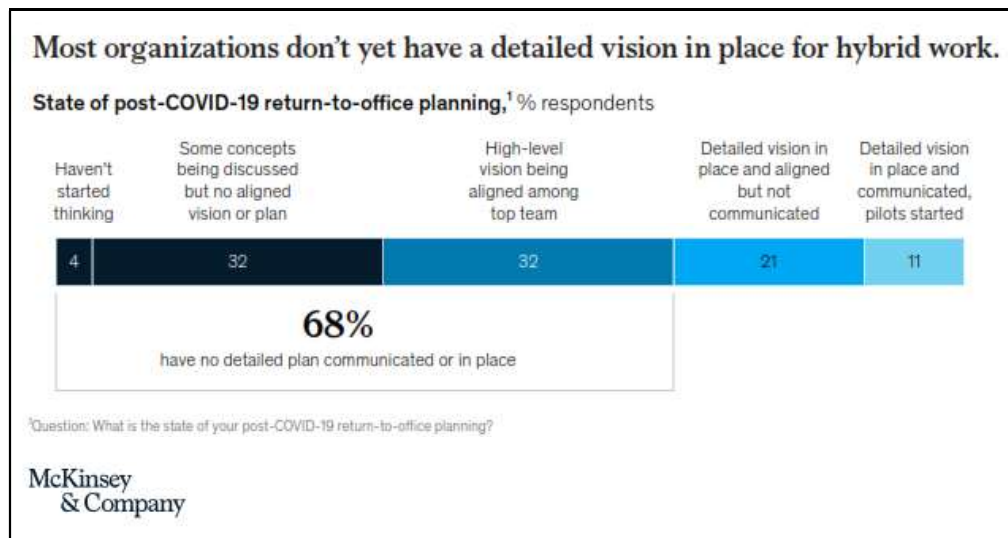 Most organizations don't yet have a detailed vision in place for hybrid work.
State of post-COVID-19 return-to-office planning,¹ % respondents
Haven't
started
thinking
Some concepts
being discussed
but no aligned
vision or plan
High-level
vision being
aligned among
top team
Detailed vision in
place and aligned
but not
communicated
Detailed vision
in place and
communicated,
pilots started
4
32
32
21
11
68%
have no detailed plan communicated or in place
¹Question: What is the state of your post-COVID-19 return-to-office planning?
McKinsey
& Company